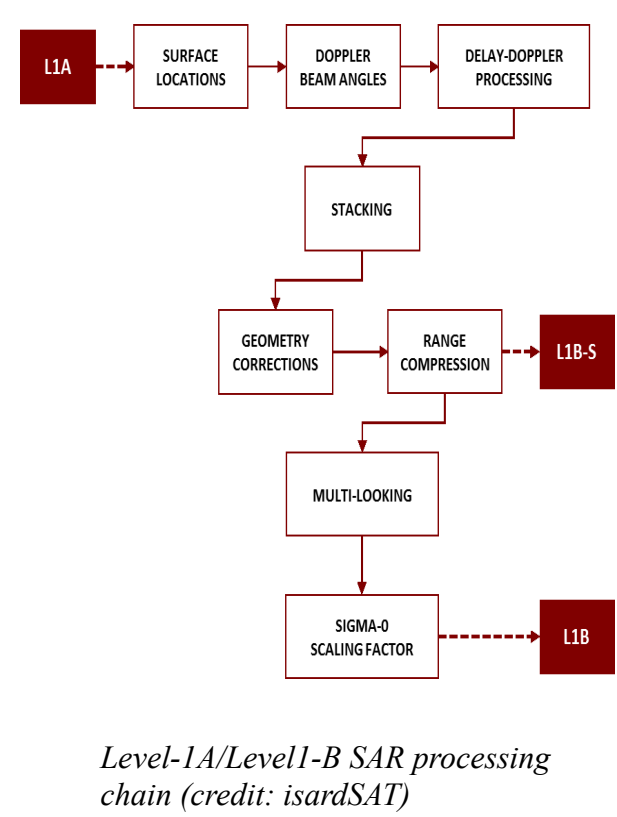 L1A
SURFACE
LOCATIONS
DOPPLER
BEAM ANGLES
DELAY-DOPPLER
PROCESSING
STACKING
GEOMETRY
CORRECTIONS
RANGE
COMPRESSION
L1B-S
MULTI-LOOKING
SIGMA-0
SCALING FACTOR
L1B
Level-1A/Level1-B SAR processing
chain (credit: isardSAT)